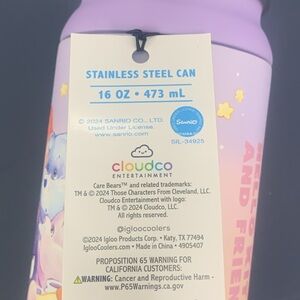 STAINLESS STEEL CAN
16 OZ • 473 mL
© 2024 SANRIO CO., LTD.
Used Under License.
www.sanrio.com
Sanrio
SIL-34925
cloudco
ENTERTAINMENT
Care Bears™ and related trademarks:
TM & © 2024 Those Characters From Cleveland, LLC.
Cloudco Entertainment with logo:
TM & © 2024 Cloudco, LLC.
All Rights Reserved.
@igloocoolers
©2024 Igloo Products Corp. • Katy, TX 77494
IglooCoolers.com • Made in China • 4905407
PROPOSITION 65 WARNING FOR
CALIFORNIA CUSTOMERS:
WARNING: Cancer and Reproductive Harm -
www.P65Warnings.ca.gov
AND FRIEN